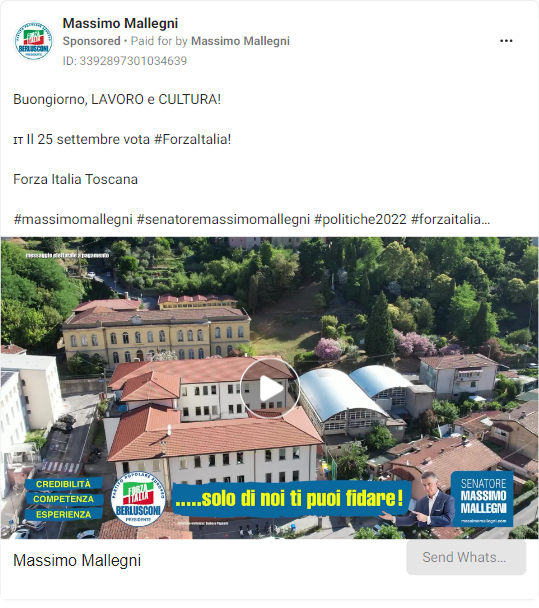 Massimo Mallegni
Sponsored • Paid for by Massimo Mallegni
ID: 3392897301034639
Buongiorno, LAVORO e CULTURA!
IT Il 25 settembre vota #ForzaItalia!
Forza Italia Toscana
#massimomallegni #senatoremassimomallegni #politiche2022 #forzaitalia...
messaggio elettorale a pagamento
CREDIBILITÀ
COMPETENZA
ESPERIENZA
PARTITO POPOLARE EUROPEO
FORZA
ITALIA
BERLUSCONI
PRESIDENTE
.....solo di noi ti puoi fidare!
SENATORE
MASSIMO
MALLEGNI
massimomallegni.com
Massimo Mallegni
Send Whats...